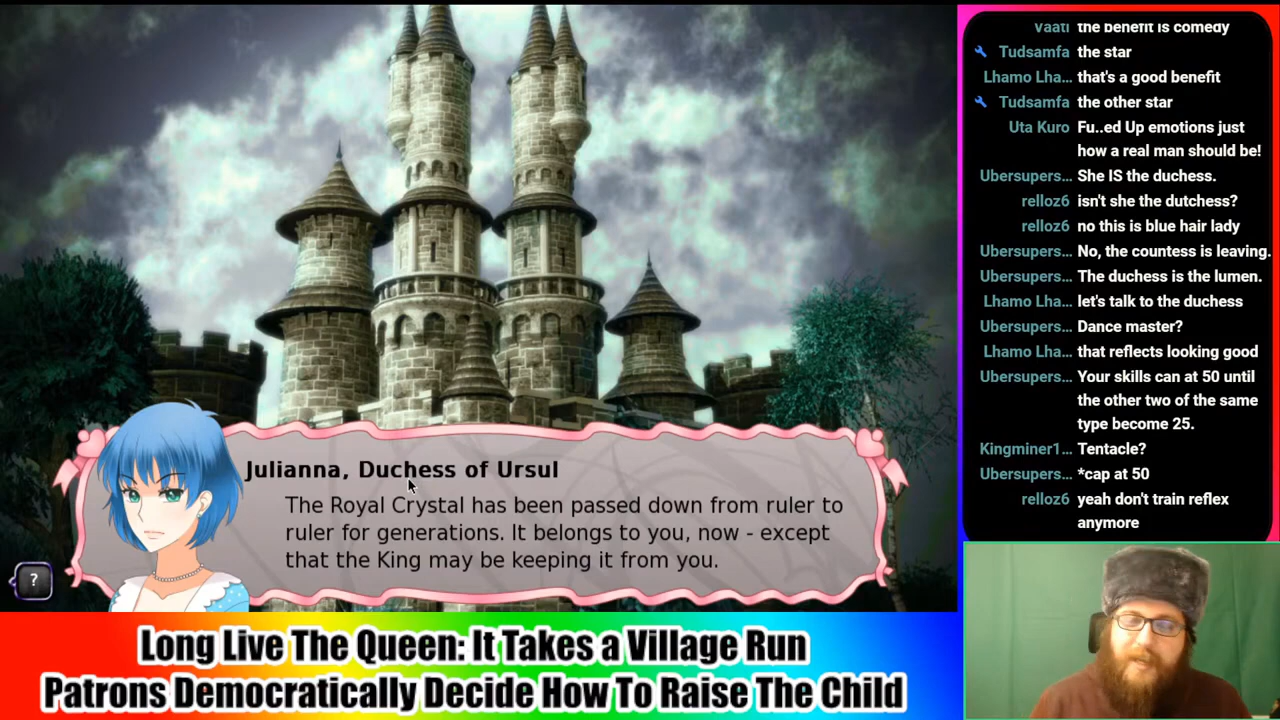 Julianna, Duchess of Ursul
The Royal Crystal has been passed down from ruler to
ruler for generations. It belongs to you, now - except
that the King may be keeping it from you.
?
Long Live The Queen: It Takes a Village Run
Patrons Democratically Decide How To Raise The Child
Vaati the benefit is comedy
Tudsamfa the star
Lhamo Lha... that's a good benefit
Tudsamfa the other star
Uta Kuro Fu..ed Up emotions just
how a real man should be!
Ubersupers... She IS the duchess.
relloz6 isn't she the dutchess?
relloz6 no this is blue hair lady
Ubersupers... No, the countess is leaving.
Ubersupers... The duchess is the lumen.
Lhamo Lha... let's talk to the duchess
Ubersupers... Dance master?
Lhamo Lha... that reflects looking good
Ubersupers... Your skills can at 50 until
the other two of the same
type become 25.
Kingminer1... Tentacle?
Ubersupers... *cap at 50
relloz6 yeah don't train reflex
anymore